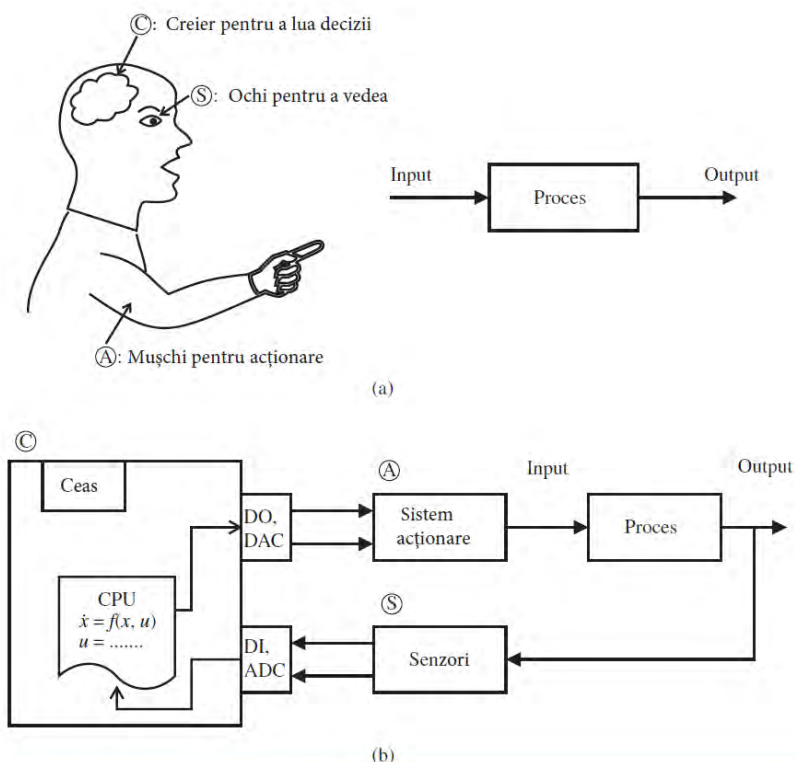 Ⓒ: Creier pentru a lua decizii
Ⓢ: Ochi pentru a vedea
Input
Output
Proces
Ⓐ: Mușchi pentru acționare
(a)
Ⓒ
Ceas
Ⓐ
Input
Output
DO,
DAC
Sistem
acționare
Proces
CPU
ẋ = f(x, u)
u = .......
Ⓢ
DI,
ADC
Senzori
(b)